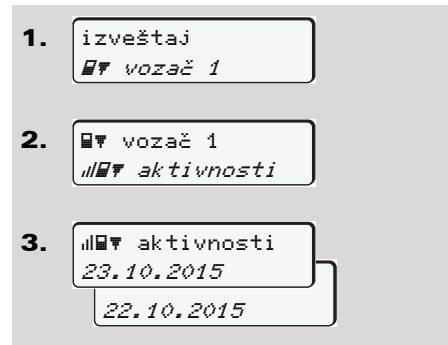 1. izveštaj
vozač 1
2. vozač 1
aktivnosti
3. aktivnosti
23.10.2015
22.10.2015